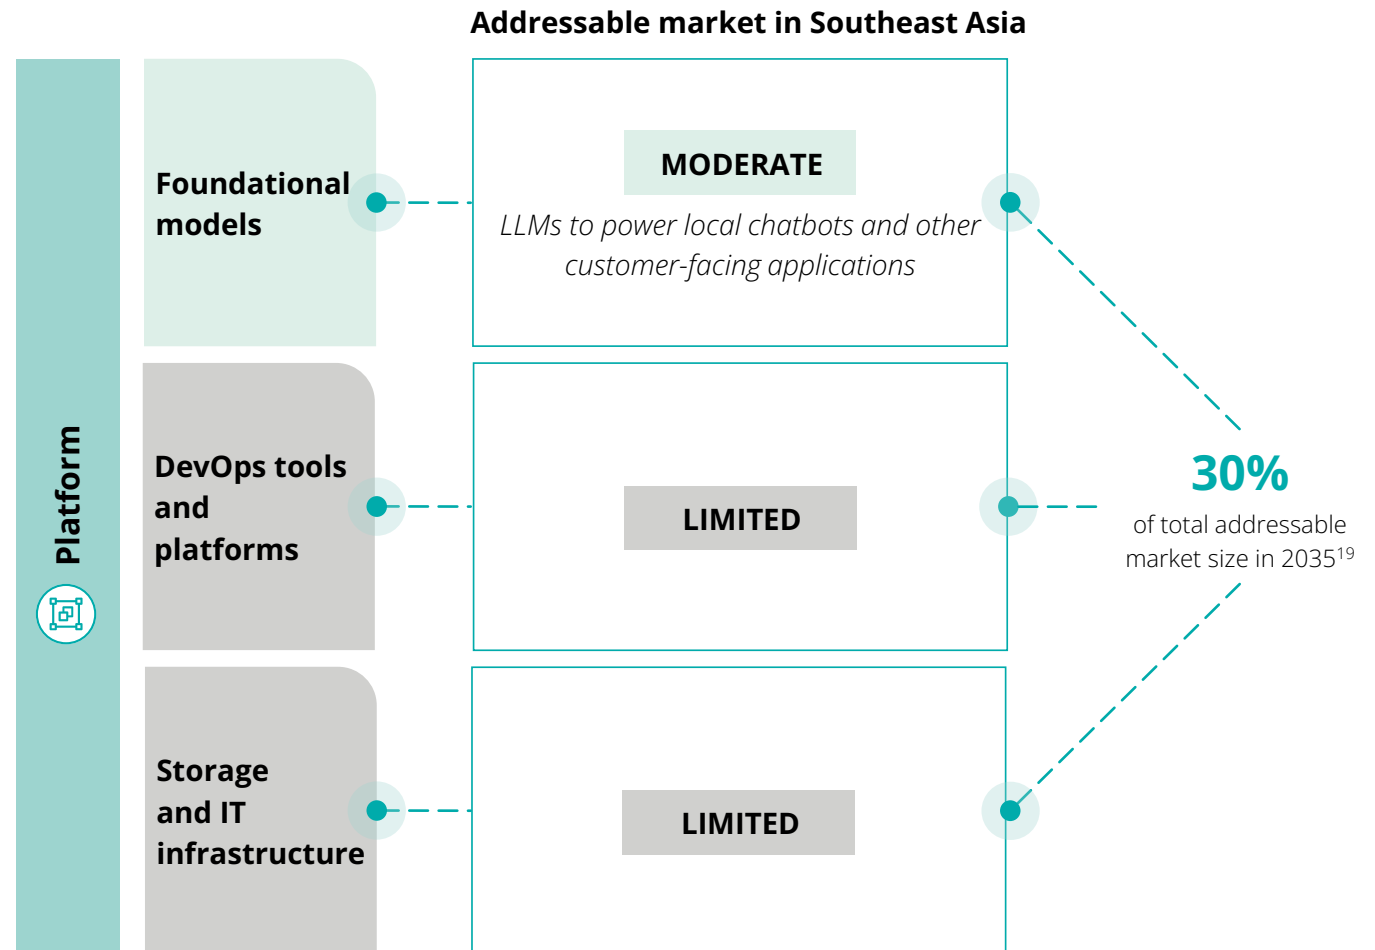 Addressable market in Southeast Asia
Platform
Foundational
models
MODERATE
LLMs to power local chatbots and other
customer-facing applications
DevOps tools
and
platforms
LIMITED
Storage
and IT
infrastructure
LIMITED
30%
of total addressable
market size in 2035¹⁹